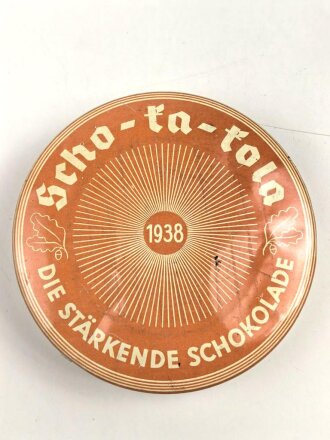 Scho-ka-kola
1938
DIE STÄRKENDE SCHOKOLADE